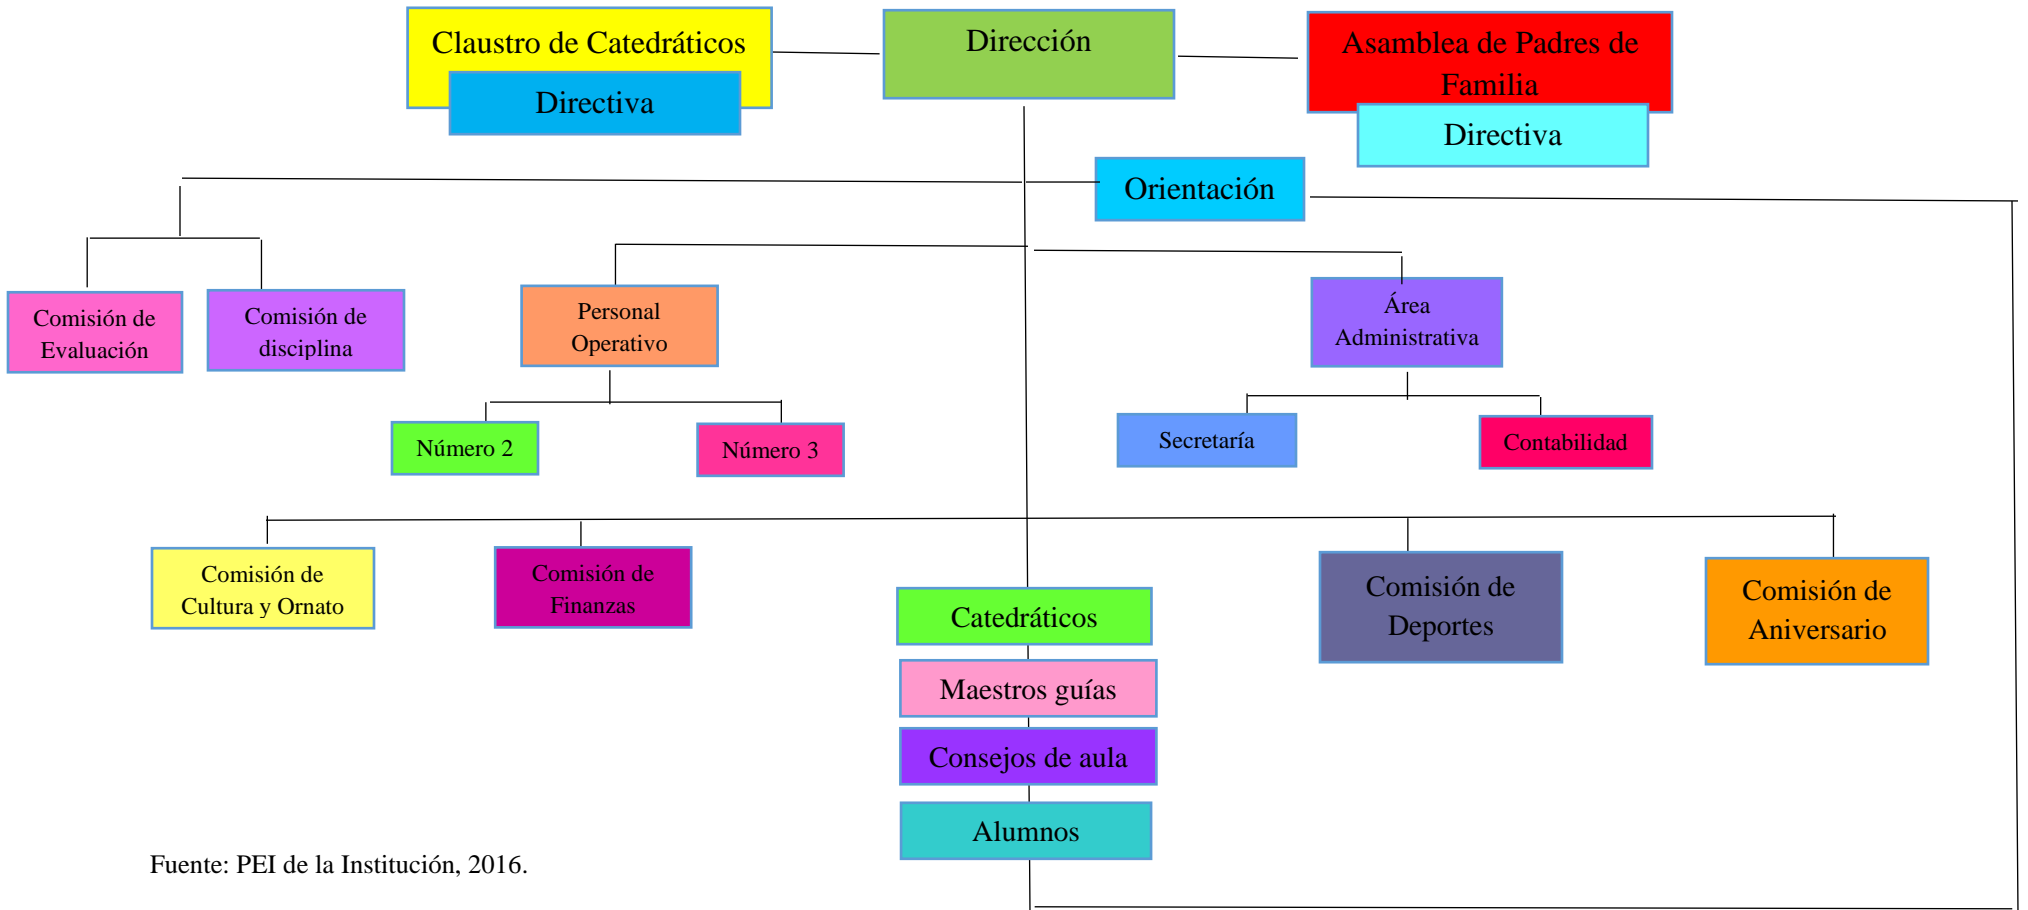 Claustro de Catedráticos
Directiva
Dirección
Asamblea de Padres de
Familia
Directiva
Orientación
Comisión de
Evaluación
Comisión de
disciplina
Personal
Operativo
Área
Administrativa
Número 2
Número 3
Secretaría
Contabilidad
Comisión de
Cultura y Ornato
Comisión de
Finanzas
Catedráticos
Comisión de
Deportes
Comisión de
Aniversario
Maestros guías
Consejos de aula
Alumnos
Fuente: PEI de la Institución, 2016.